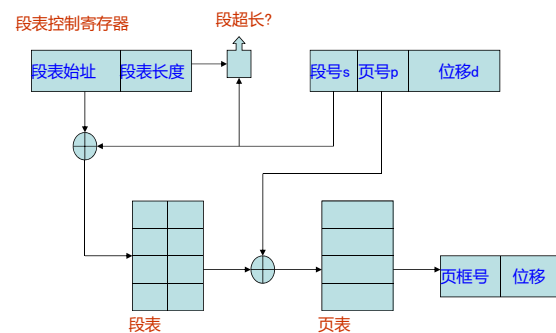 段表控制寄存器
段超长?
段表始址 段表长度
段号s 页号p 位移d
页框号 位移
段表
页表